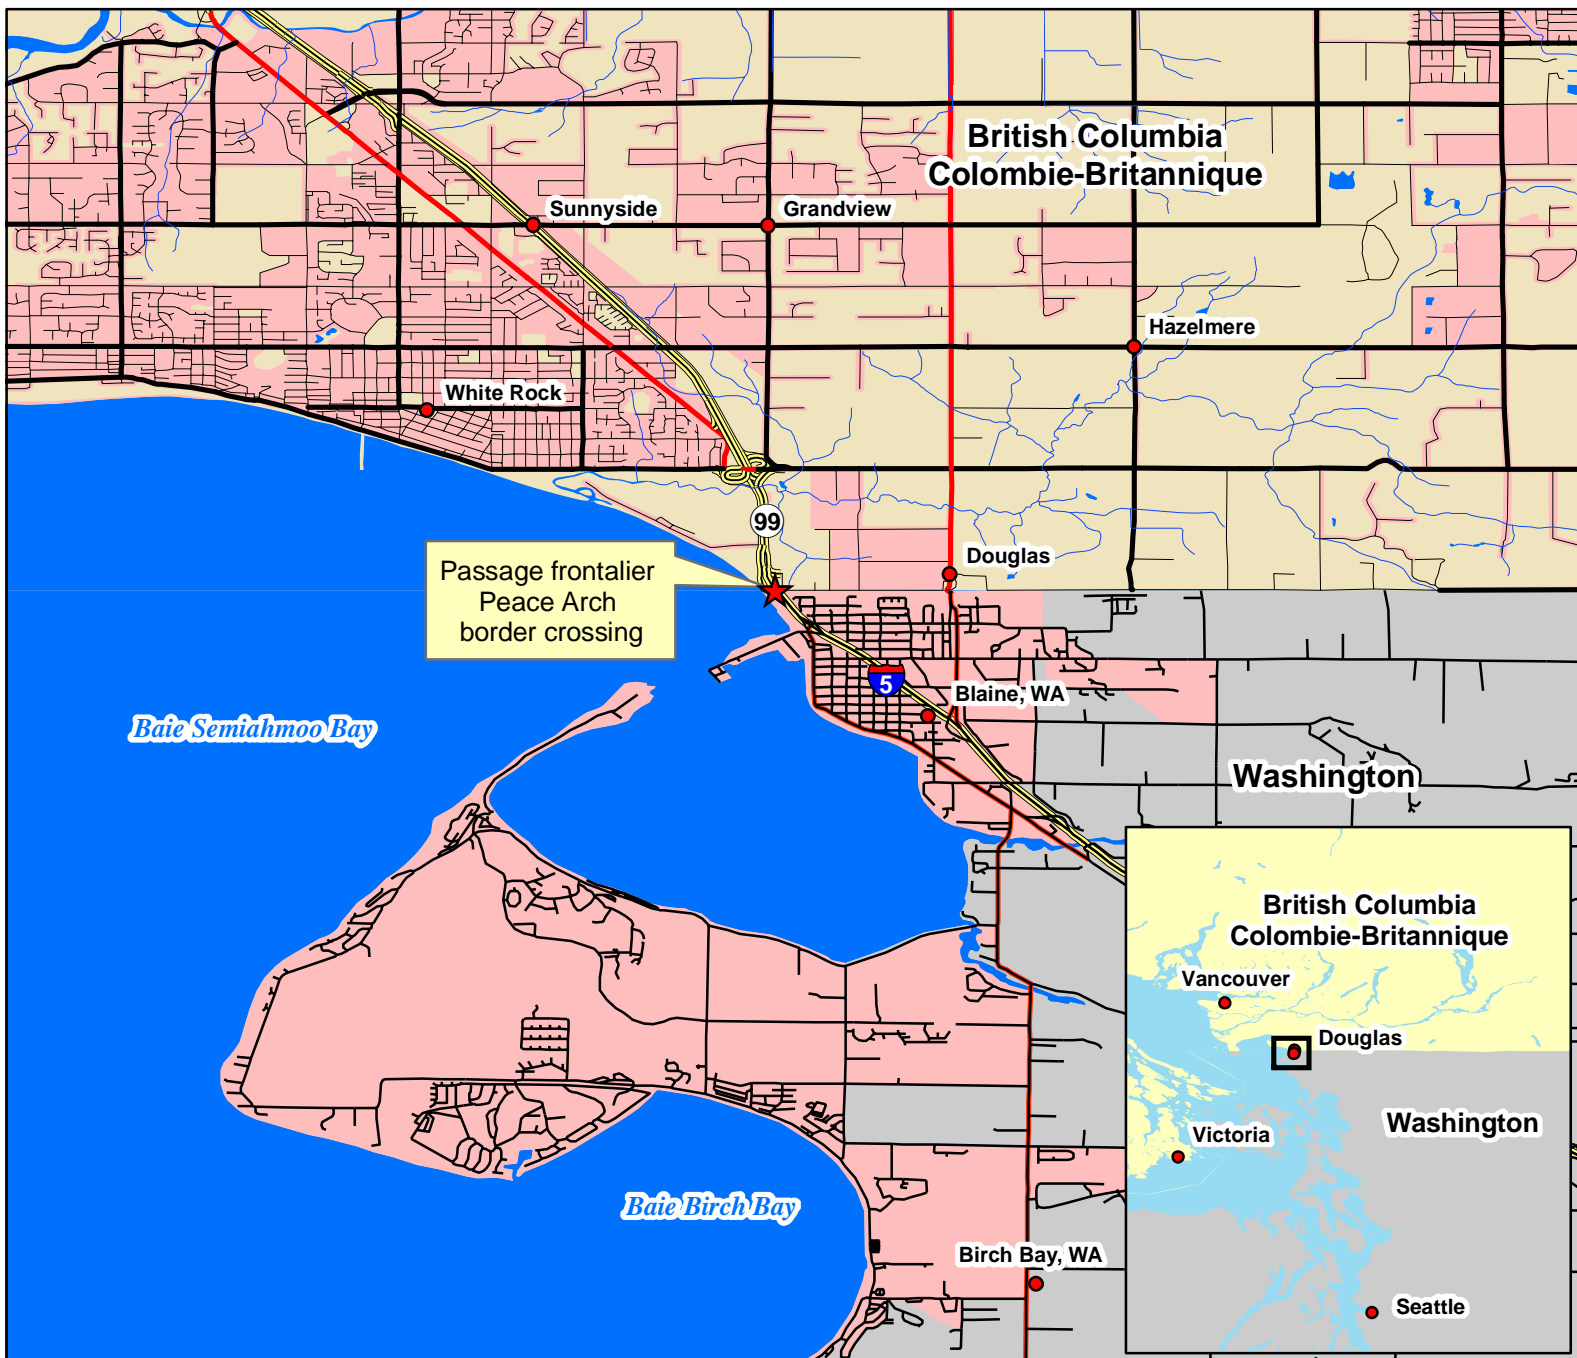 British Columbia
Colombie-Britannique
Sunnyside
Grandview
Hazelmere
White Rock
99
Douglas
Passage frontalier
Peace Arch
border crossing
5
Blaine, WA
Baie Semiahmoo Bay
Washington
British Columbia
Colombie-Britannique
Vancouver
Douglas
Washington
Victoria
Baie Birch Bay
Birch Bay, WA
Seattle